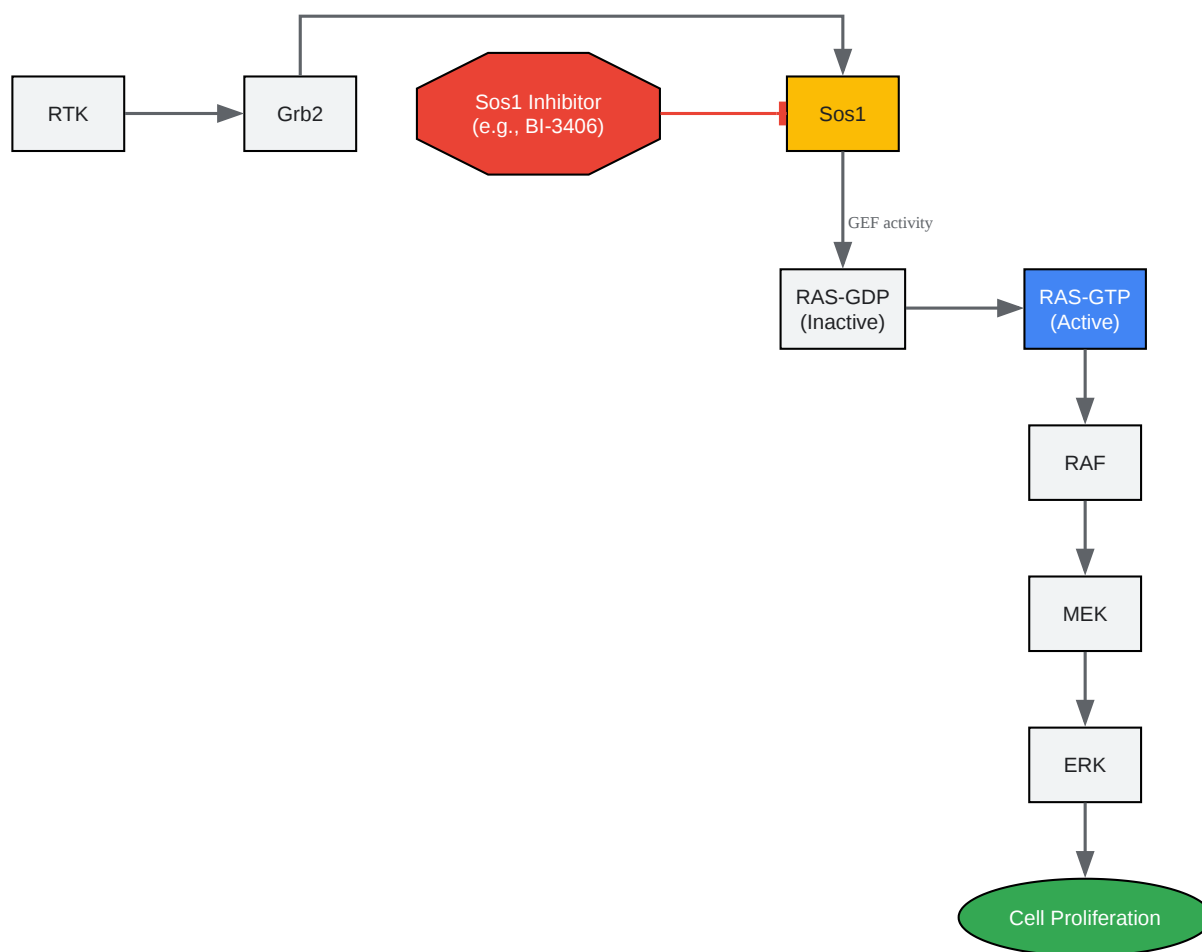 RTK
Grb2
Sos1 Inhibitor
(e.g., BI-3406)
Sos1
GEF activity
RAS-GDP
(Inactive)
RAS-GTP
(Active)
RAF
MEK
ERK
Cell Proliferation